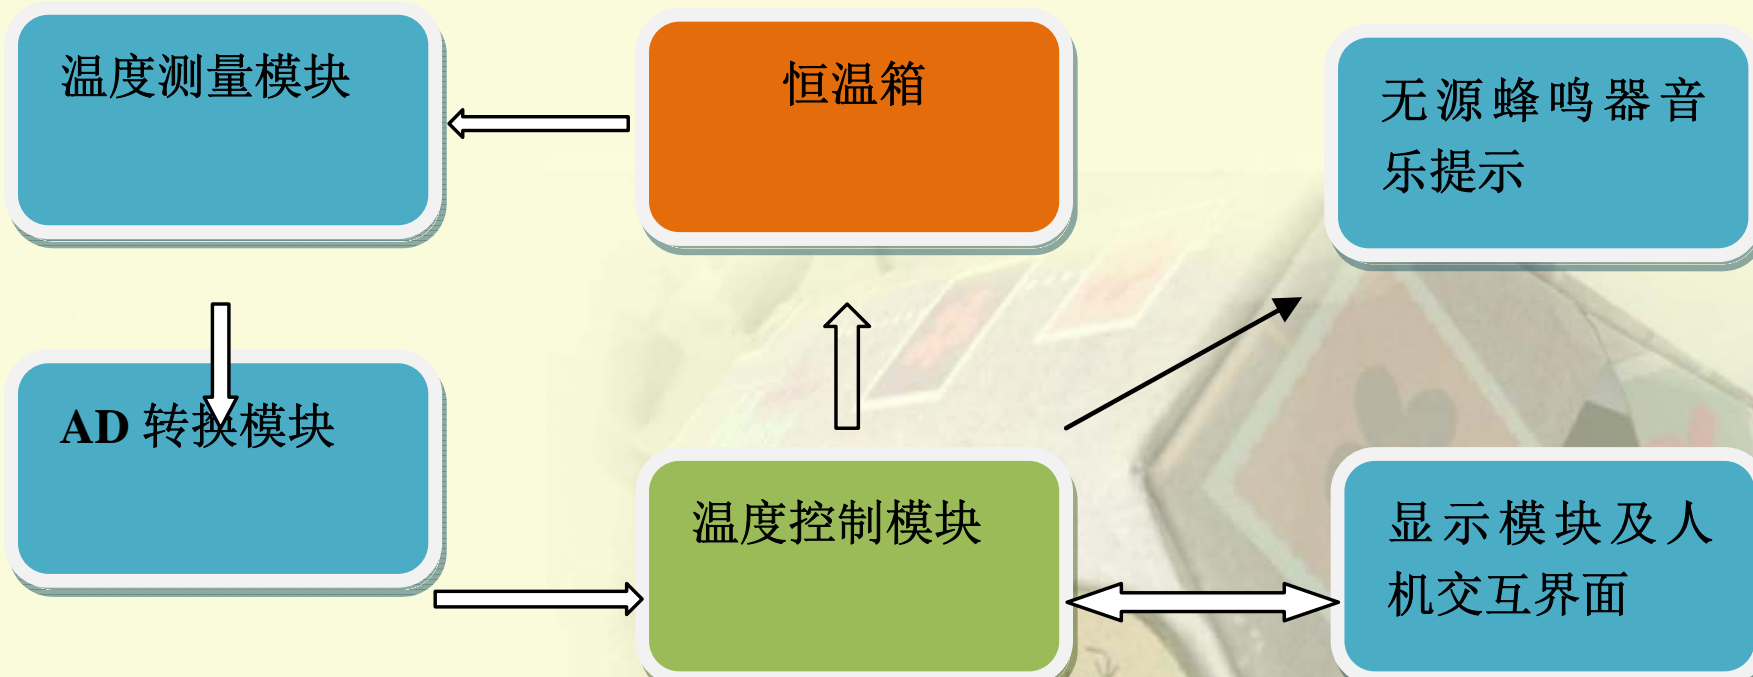 温度测量模块
恒温箱
无源蜂鸣器音
乐提示
AD 转换模块
温度控制模块
显示模块及人
机交互界面